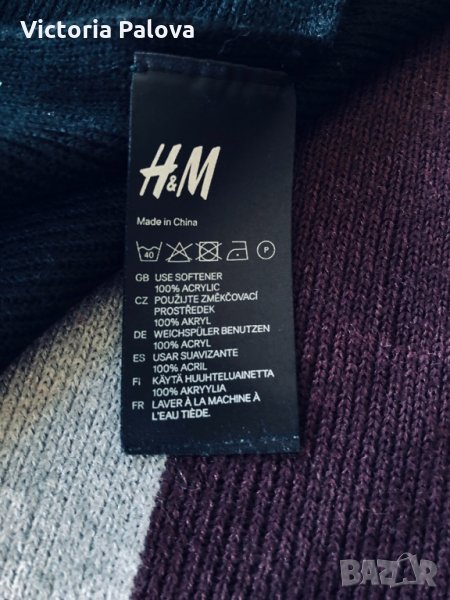 Victoria Palova
H&M
Made in China
40 P
GB USE SOFTENER
100% ACRYLIC
CZ POUŽIJTE ZMĚKČOVACÍ
PROSTŘEDEK
100% AKRYL
DE WEICHSPÜLER BENUTZEN
100% ACRYL
ES USAR SUAVIZANTE
100% ACRIL
Fi KÄYTÄ HUUHTELUAINETTA
100% AKRYYLIA
FR LAVER À LA MACHINE À
L'EAU TIÈDE.
BAZAR